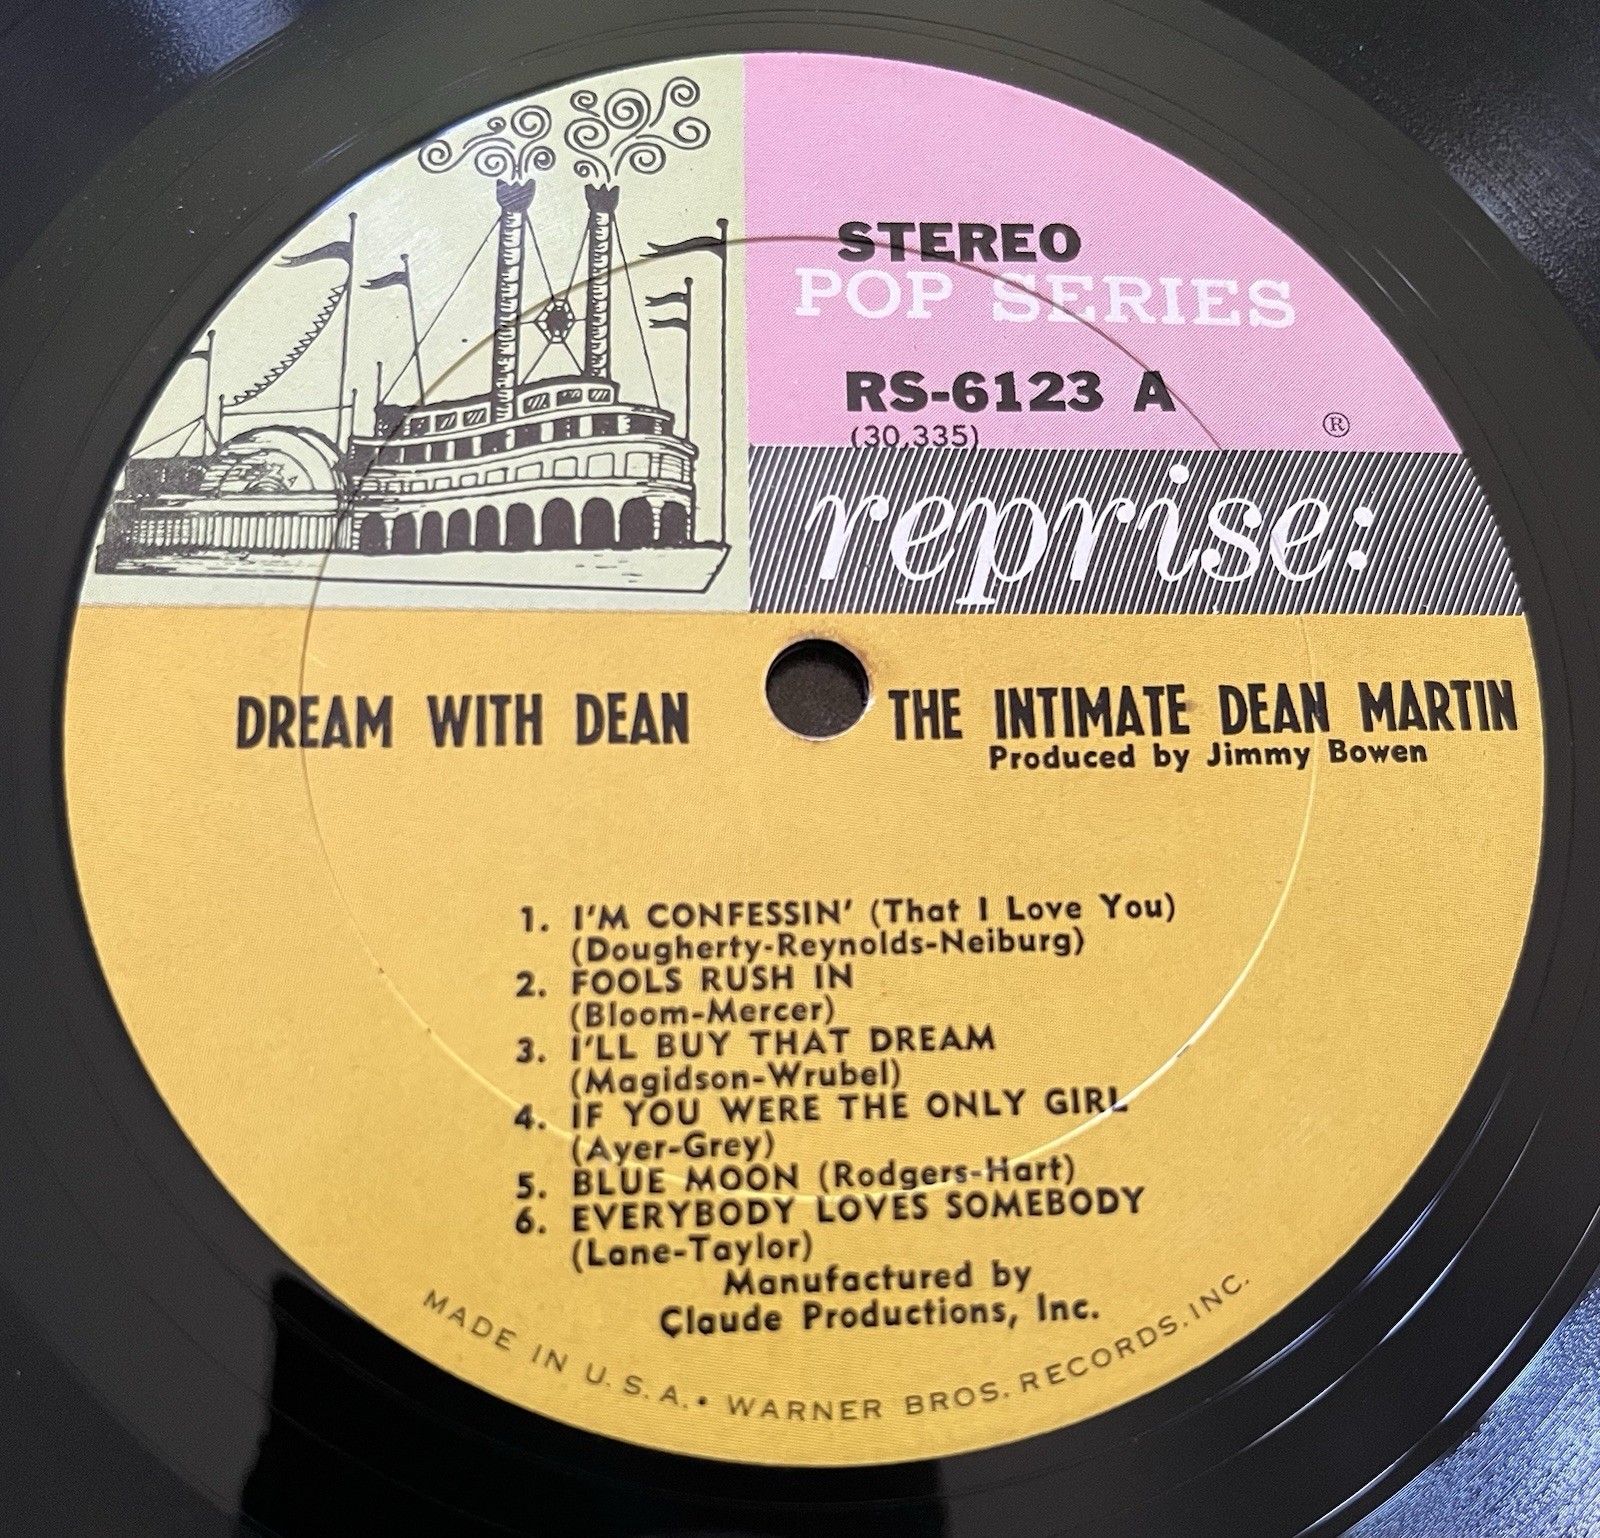 STEREO
POP SERIES
RS-6123 A
(30,335)
®
reprise:
DREAM WITH DEAN
THE INTIMATE DEAN MARTIN
Produced by Jimmy Bowen
1. I'M CONFESSIN' (That I Love You)
(Dougherty-Reynolds-Neiburg)
2. FOOLS RUSH IN
(Bloom-Mercer)
3. I'LL BUY THAT DREAM
(Magidson-Wrubel)
4. IF YOU WERE THE ONLY GIRL
(Ayer-Grey)
5. BLUE MOON (Rodgers-Hart)
6. EVERYBODY LOVES SOMEBODY
(Lane-Taylor)
Manufactured by
Claude Productions, Inc.
MADE IN U.S.A. • WARNER BROS. RECORDS, INC.